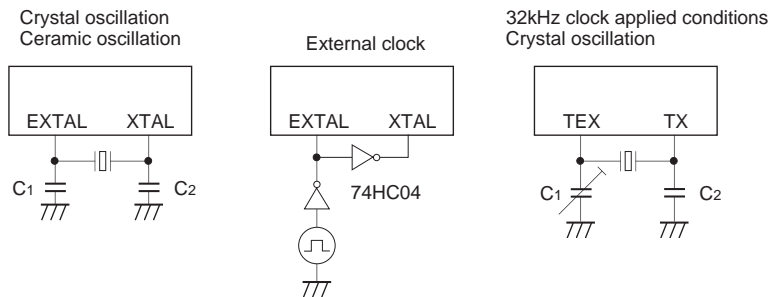 Crystal oscillation
Ceramic oscillation
EXTAL XTAL
C1
C2
External clock
EXTAL XTAL
74HC04
32kHz clock applied conditions
Crystal oscillation
TEX TX
C1
C2